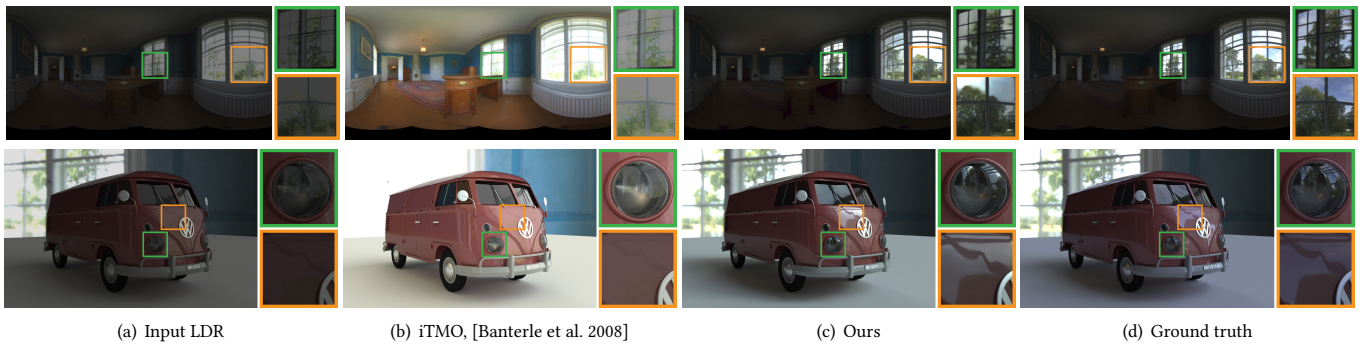 (a) Input LDR
(b) iTMO, [Banterle et al. 2008]
(c) Ours
(d) Ground truth